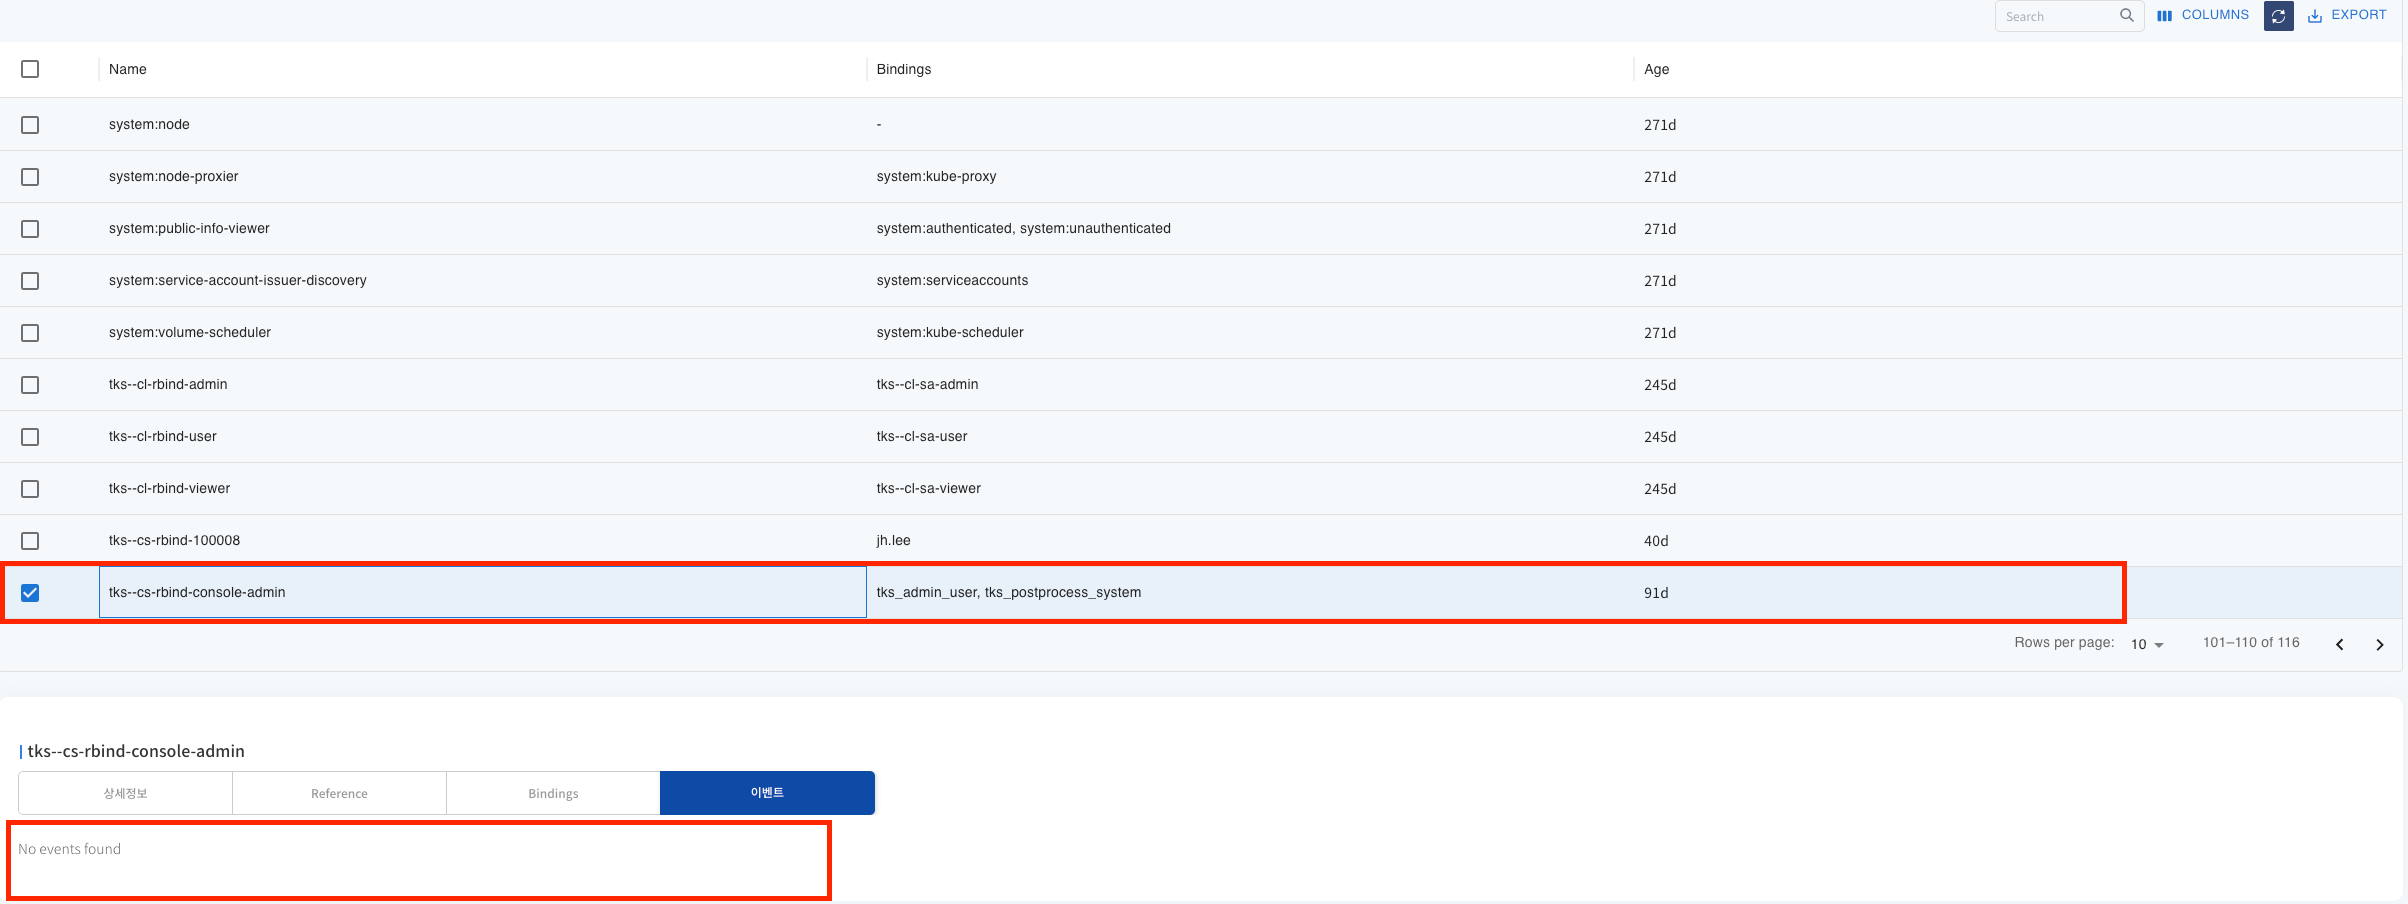 Search COLUMNS EXPORT
Name Bindings Age
system:node - 271d
system:node-proxier system:kube-proxy 271d
system:public-info-viewer system:authenticated, system:unauthenticated 271d
system:service-account-issuer-discovery system:serviceaccounts 271d
system:volume-scheduler system:kube-scheduler 271d
tks--cl-rbind-admin tks--cl-sa-admin 245d
tks--cl-rbind-user tks--cl-sa-user 245d
tks--cl-rbind-viewer tks--cl-sa-viewer 245d
tks--cs-rbind-100008 jh.lee 40d
tks--cs-rbind-console-admin tks_admin_user, tks_postprocess_system 91d
Rows per page: 10 101–110 of 116
tks--cs-rbind-console-admin
상세정보 Reference Bindings 이벤트
No events found